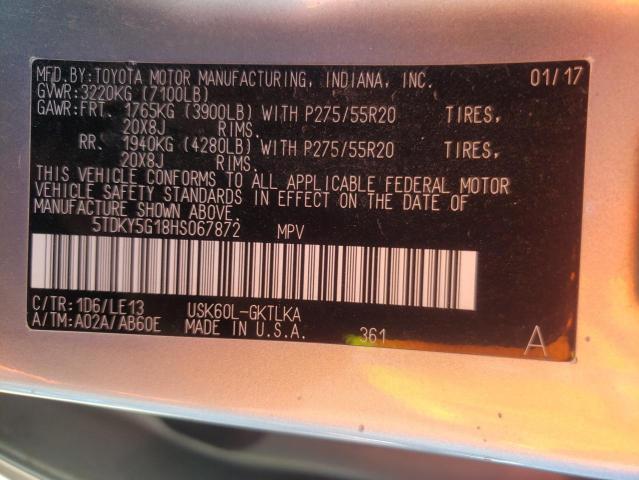 MFD.BY:TOYOTA MOTOR MANUFACTURING, INDIANA, INC. 01/17
GVWR:3220KG (7100LB)
GAWR:FRT. 1765KG (3900LB) WITH P275/55R20 TIRES,
20X8J RIMS.
RR. 1940KG (4280LB) WITH P275/55R20 TIRES,
20X8J RIMS.
THIS VEHICLE CONFORMS TO ALL APPLICABLE FEDERAL MOTOR
VEHICLE SAFETY STANDARDS IN EFFECT ON THE DATE OF
MANUFACTURE SHOWN ABOVE.
5TDKY5G18HS067872 MPV
C/TR:1D6/LE13 USK60L-GKTLKA
A/TM:A02A/AB60E MADE IN U.S.A. 361 A